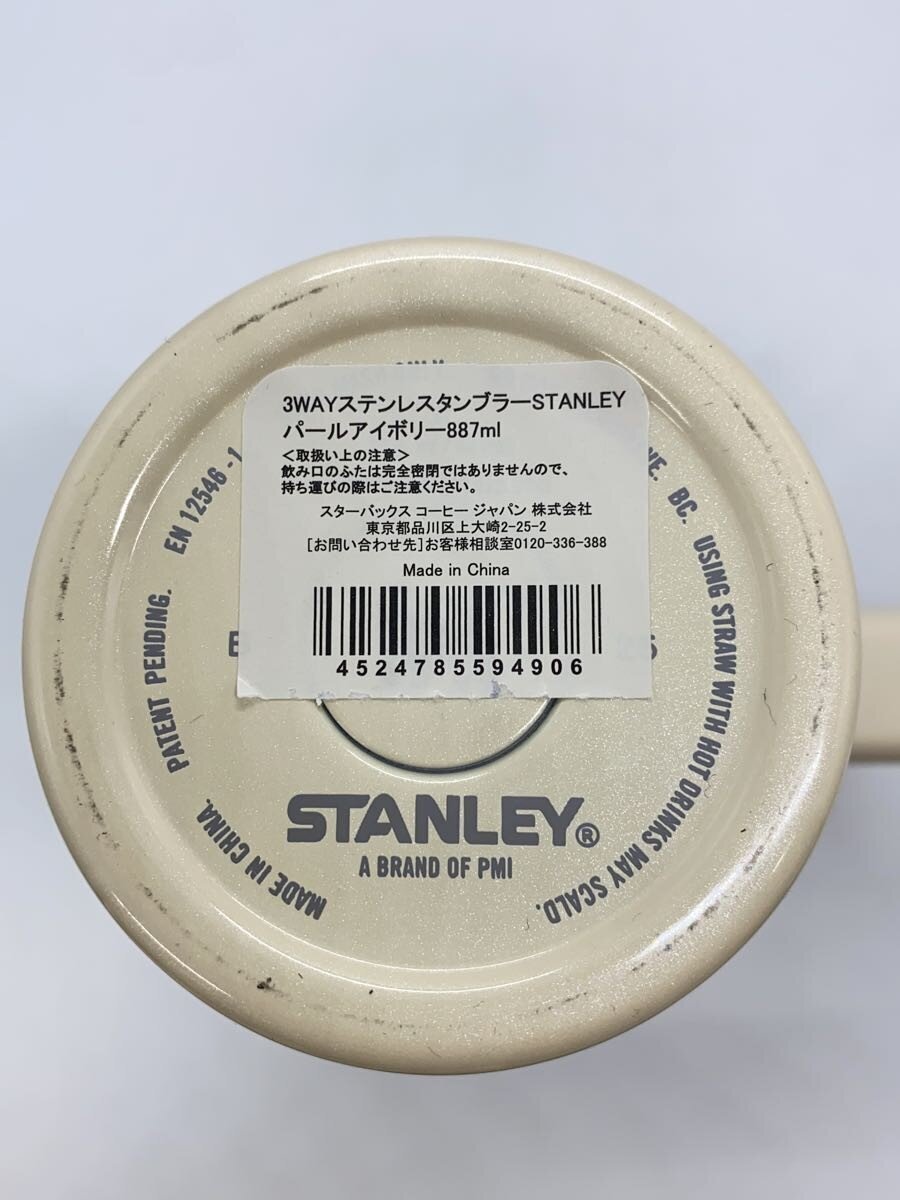 3WAYステンレスタンブラーSTANLEY
パールアイボリー887ml
＜取扱い上の注意＞
飲み口のふたは完全密閉ではありませんので、
持ち運びの際はご注意ください。
スターバックス コーヒー ジャパン 株式会社
東京都品川区上大崎2-25-2
[お問い合わせ先]お客様相談室0120-336-388
Made in China
4524785594906
MADE IN CHINA. PATENT PENDING. EN 12546-1
BC. USING STRAW WITH HOT DRINKS MAY SCALD.
STANLEY®
A BRAND OF PMI